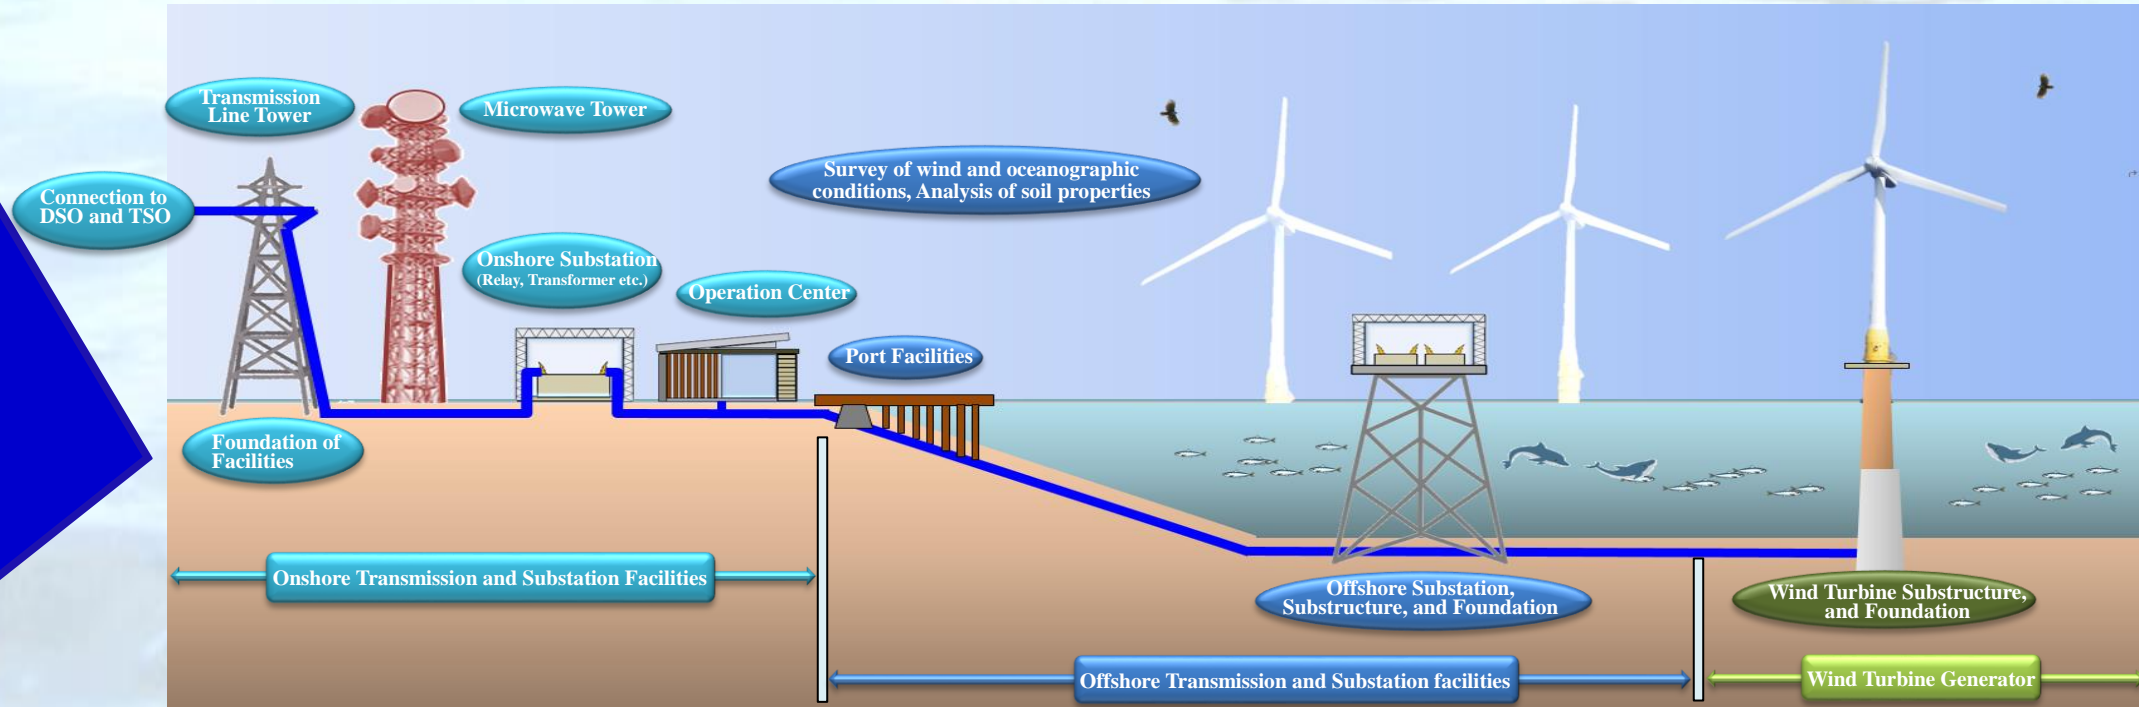 Transmission
Line Tower
Microwave Tower
Survey of wind and oceanographic
conditions, Analysis of soil properties
Connection to
DSO and TSO
Onshore Substation
(Relay, Transformer etc.)
Operation Center
Port Facilities
Foundation of
Facilities
Onshore Transmission and Substation Facilities
Offshore Substation,
Substructure, and Foundation
Wind Turbine Substructure,
and Foundation
Offshore Transmission and Substation facilities
Wind Turbine Generator